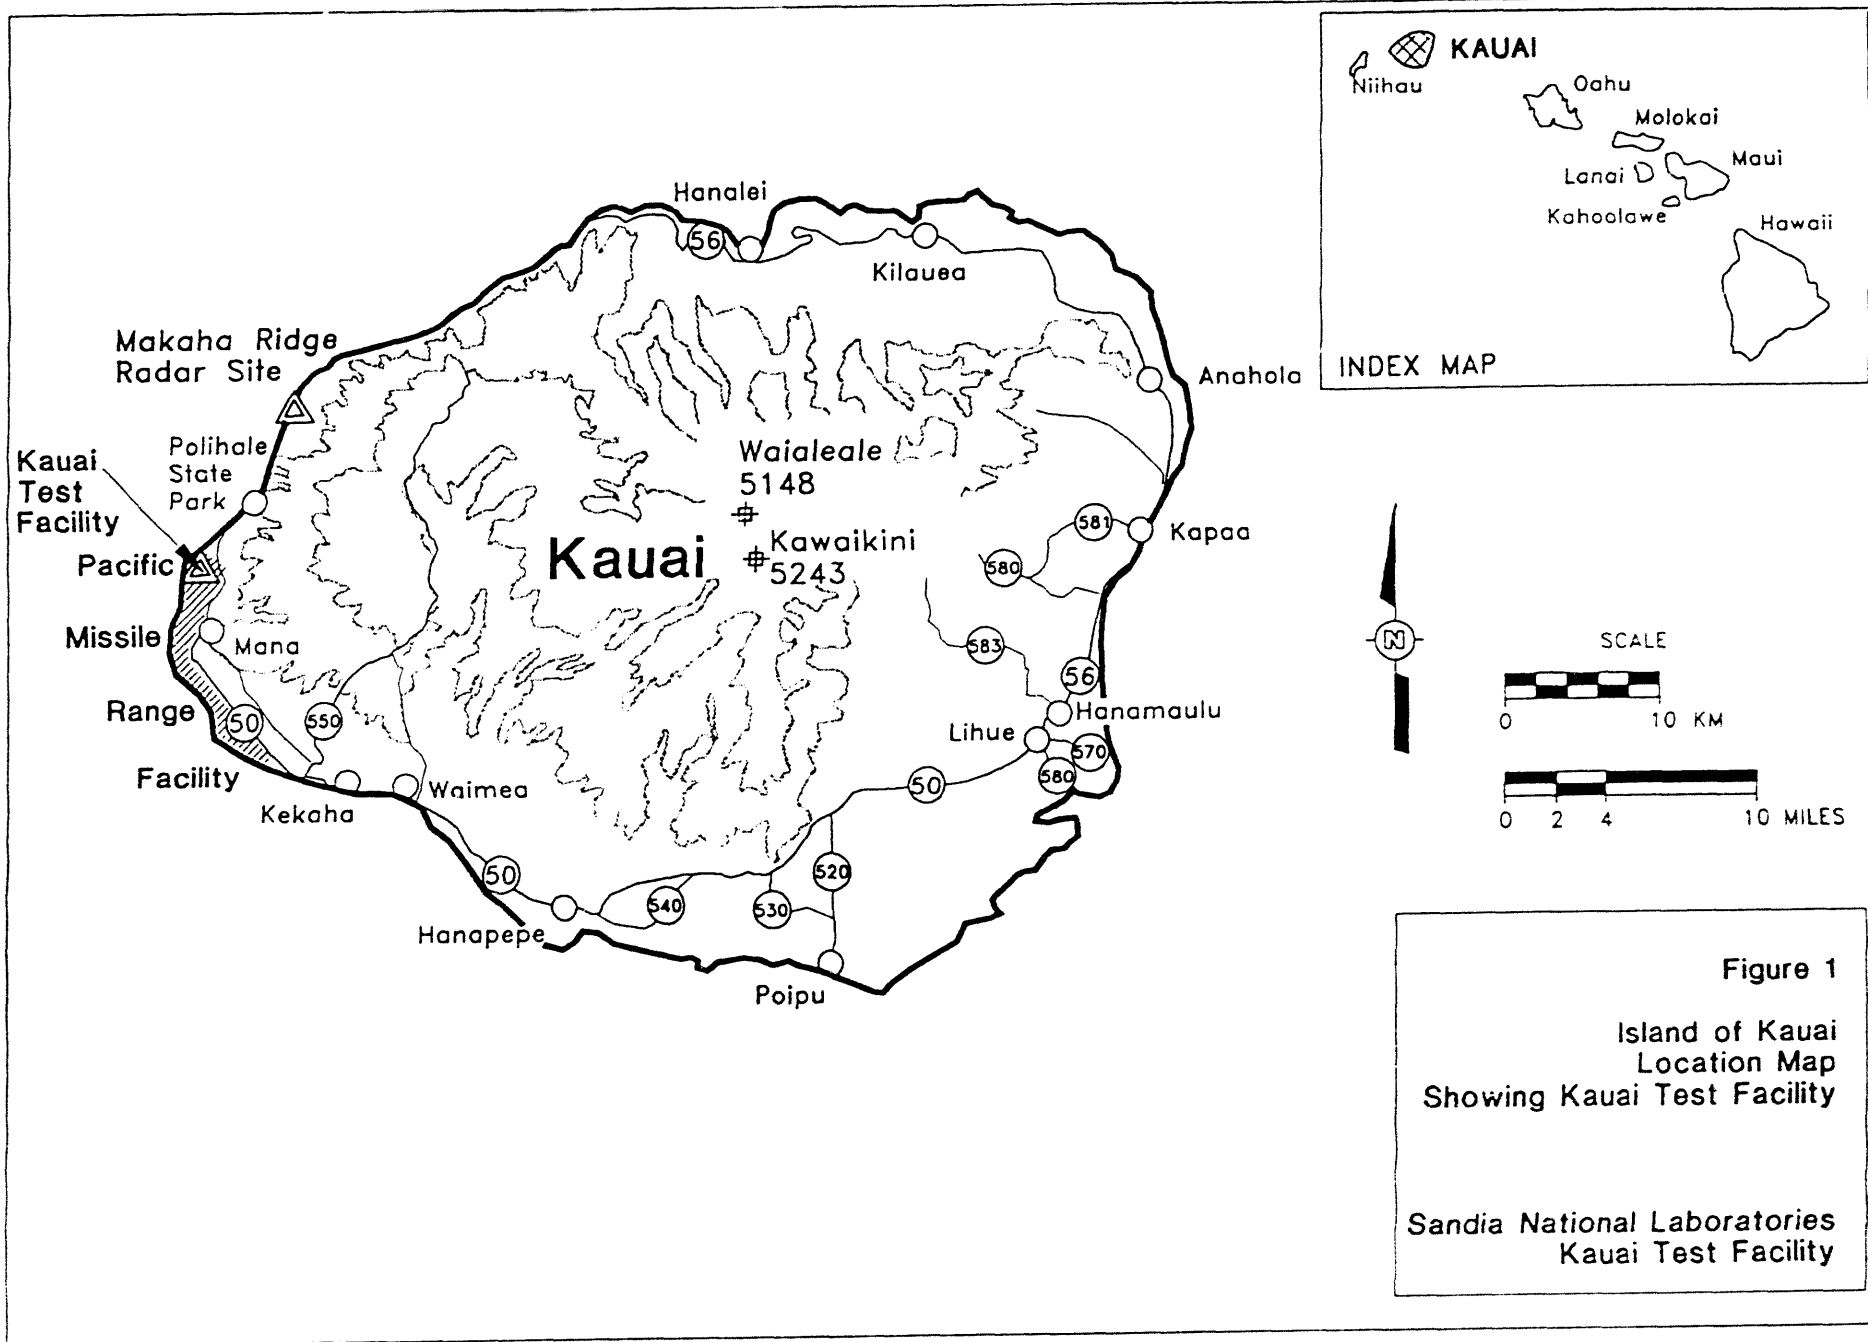 KAUAI
Niihau
Oahu
Molokai
Maui
Lanai
Kahoolawe
Hawaii
INDEX MAP
Hanalei
56
Kilauea
Makaha Ridge
Radar Site
Anahola
Polihale
State
Park
Kauai
Test
Facility
Waialeale
5148
Kauai
Kawaikini
5243
581
Kapaa
580
Pacific
Missile
Range
Facility
Mana
583
56
Hanamaulu
Lihue
570
580
50
550
50
Kekaha
Waimea
50
540
530
520
Hanapepe
Poipu
N
SCALE
0 10 KM
0 2 4 10 MILES
Figure 1
Island of Kauai
Location Map
Showing Kauai Test Facility
Sandia National Laboratories
Kauai Test Facility